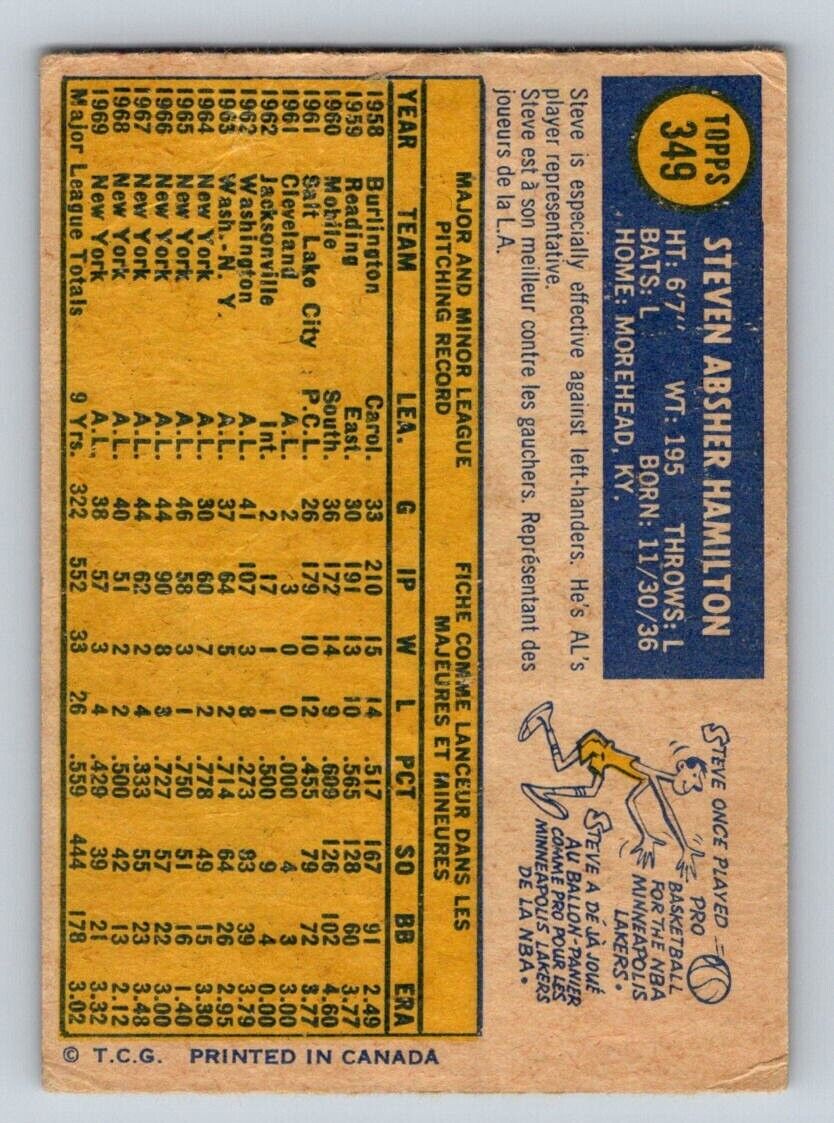 TOPPS
349
STEVEN ABSHER HAMILTON
HT: 6'7" WT: 195 THROWS: L
BATS: L BORN: 11/30/36
HOME: MOREHEAD, KY.
Steve is especially effective against left-handers. He's AL's
player representative.
Steve est à son meilleur contre les gauchers. Représentant des
joueurs de la L.A.
STEVE ONCE PLAYED
PRO
BASKETBALL
FOR THE NBA
MINNEAPOLIS
LAKERS.
STEVE A DÉJÀ JOUÉ
AU BALLON-PANIER
COMME PRO POUR LES
MINNEAPOLIS LAKERS
DE LA NBA.
MAJOR AND MINOR LEAGUE FICHE COMME LANCEUR DANS LES
PITCHING RECORD MAJEURES ET MINEURES
YEAR TEAM LEA. G IP W L PCT SO BB ERA
1958 Burlington Carol. 33 210 15 14 .517 167 91 2.49
1959 Reading East. 30 191 13 10 .565 128 60 3.77
1960 Mobile South. 36 172 14 9 .609 126 102 4.60
1961 Salt Lake City P.C.L. 26 179 10 12 .455 79 72 3.77
1961 Cleveland A.L. 2 3 0 0 .000 4 3 3.00
1962 Jacksonville Int. 2 17 1 1 .500 9 4 0.00
1962 Washington A.L. 41 107 3 8 .273 83 39 3.79
1963 Wash.-N. Y. A.L. 37 64 5 2 .714 64 26 2.95
1964 New York A.L. 30 60 7 2 .778 49 15 3.30
1965 New York A.L. 46 58 3 1 .750 51 16 1.40
1966 New York A.L. 44 90 8 3 .727 57 22 3.00
1967 New York A.L. 44 62 2 4 .333 55 23 3.48
1968 New York A.L. 40 51 2 2 .500 42 13 2.12
1969 New York A.L. 38 57 3 4 .429 39 21 3.32
Major League Totals 9 Yrs. 322 552 33 26 .559 444 178 3.02
© T.C.G. PRINTED IN CANADA